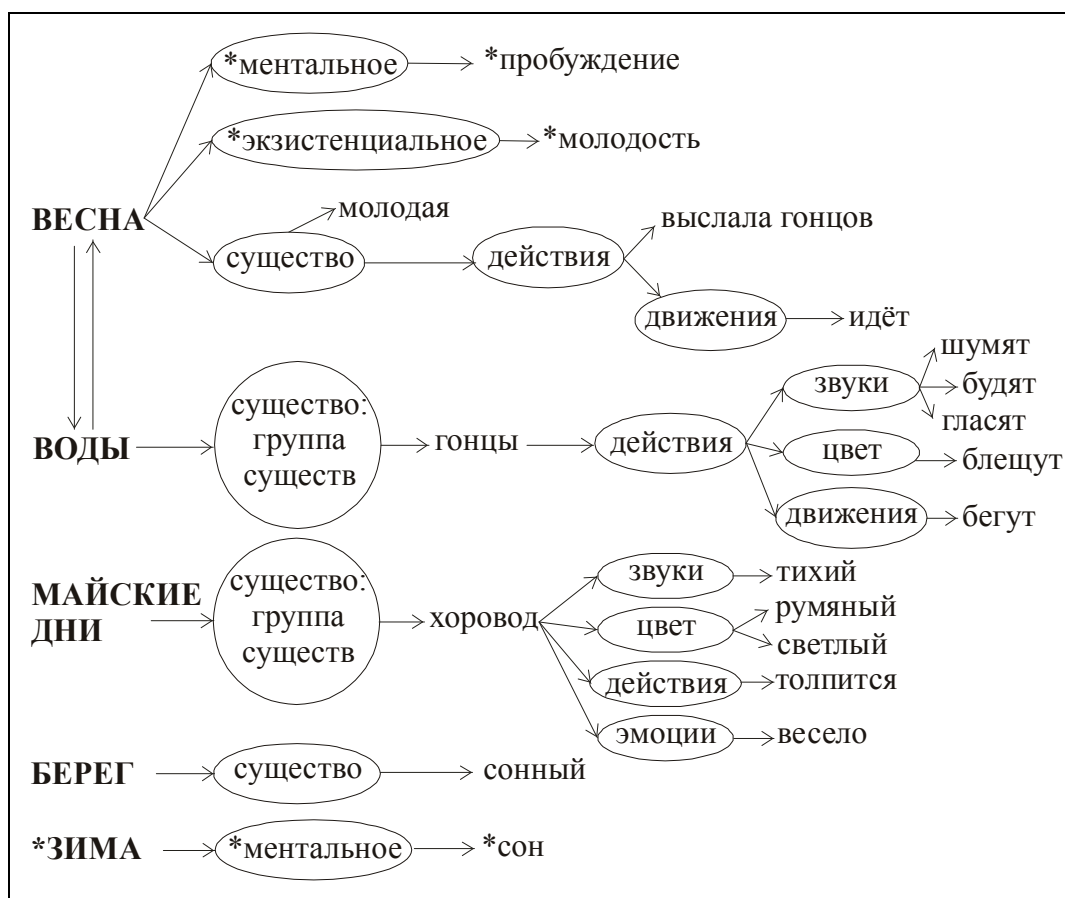 *ментальное
*пробуждение
*экзистенциальное
*молодость
ВЕСНА
молодая
существо
действия
выслала гонцов
движения
идёт
ВОДЫ
существо:
группа
существ
гонцы
действия
звуки
шумят
будят
гласят
цвет
блещут
движения
бегут
МАЙСКИЕ
ДНИ
существо:
группа
существ
хоровод
звуки
тихий
цвет
румяный
светлый
действия
толпится
эмоции
весело
БЕРЕГ
существо
сонный
*ЗИМА
*ментальное
*сон